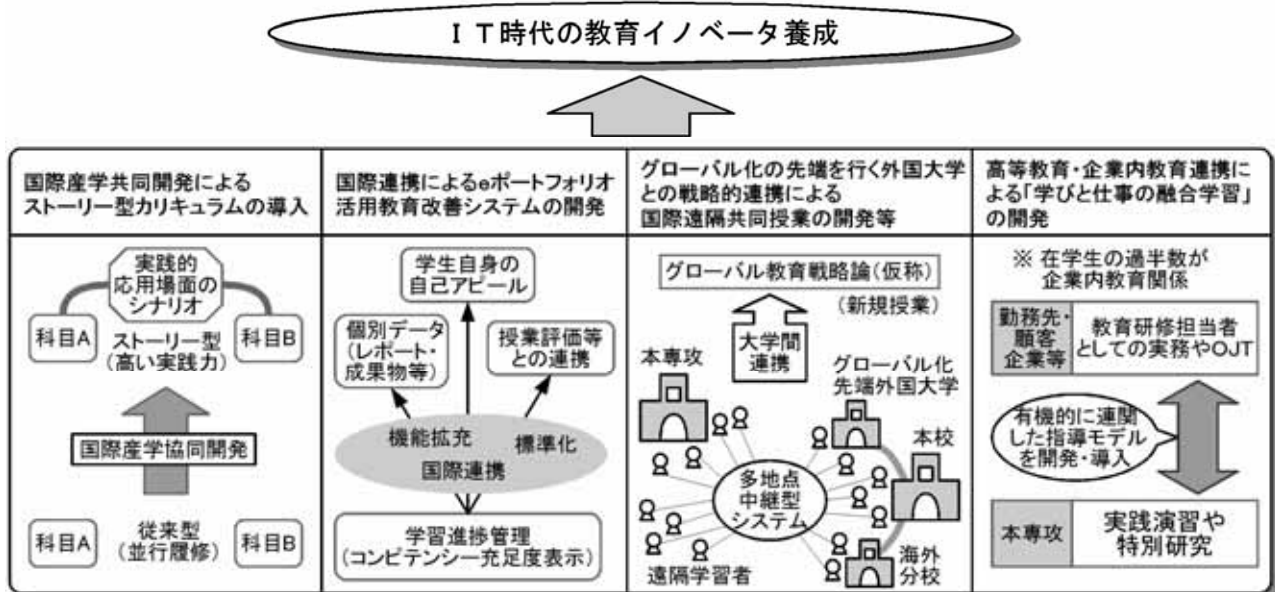 ＩＴ時代の教育イノベータ養成
国際産学共同開発による
ストーリー型カリキュラムの導入
実践的
応用場面の
シナリオ
科目A
科目B
ストーリー型
(高い実践力)
国際産学協同開発
科目A
従来型
(並行履修)
科目B
国際連携によるeポートフォリオ
活用教育改善システムの開発
学生自身の
自己アピール
個別データ
(レポート・
成果物等)
授業評価等
との連携
機能拡充
標準化
国際連携
学習進捗管理
(コンピテンシー充足度表示)
グローバル化の先端を行く外国大学
との戦略的連携による
国際遠隔共同授業の開発等
グローバル教育戦略論(仮称)
(新規授業)
大学間
連携
本専攻
グローバル化
先端外国大学
本校
多地点
中継型
システム
遠隔学習者
海外
分校
高等教育・企業内教育連携に
よる「学びと仕事の融合学習」
の開発
※ 在学生の過半数が
企業内教育関係
勤務先・
顧客
企業等
教育研修担当者
としての実務やOJT
有機的に連関
した指導モデル
を開発・導入
本専攻
実践演習や
特別研究